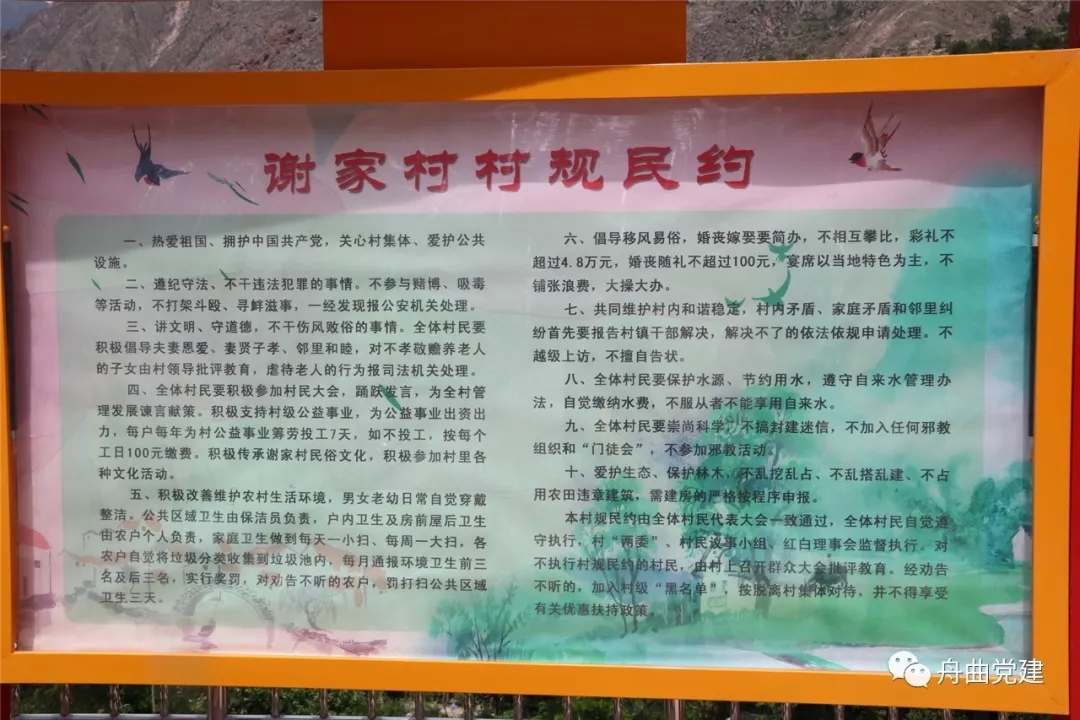 谢家村村规民约
一、热爱祖国、拥护中国共产党，关心村集体、爱护公共
设施。
二、遵纪守法、不干违法犯罪的事情。不参与赌博、吸毒
等活动，不打架斗殴、寻衅滋事，一经发现报公安机关处理。
三、讲文明、守道德，不干伤风败俗的事情。全体村民要
积极倡导夫妻恩爱、妻贤子孝、邻里和睦，对不孝敬赡养老人
的子女由村领导批评教育，虐待老人的行为报司法机关处理。
四、全体村民要积极参加村民大会，踊跃发言，为全村管
理发展谏言献策。积极支持村级公益事业，为公益事业出资出
力，每户每年为村公益事业筹劳投工7天，如不投工，按每个
工日100元缴费。积极传承谢家村民俗文化，积极参加村里各
种文化活动。
五、积极改善维护农村生活环境，男女老幼日常自觉穿戴
整洁。公共区域卫生由保洁员负责，户内卫生及房前屋后卫生
由农户个人负责，家庭卫生做到每天一小扫、每周一大扫，各
农户自觉将垃圾分类收集到垃圾池内，每月通报环境卫生前三
名及后三名，实行奖罚，对劝告不听的农户，罚打扫公共区域
卫生三天。
六、倡导移风易俗，婚丧嫁娶要简办，不相互攀比，彩礼不
超过4.8万元，婚丧随礼不超过100元，宴席以当地特色为主，不
铺张浪费，大操大办。
七、共同维护村内和谐稳定，村内矛盾、家庭矛盾和邻里纠
纷首先要报告村镇干部解决，解决不了的依法依规申请处理。不
越级上访，不擅自告状。
八、全体村民要保护水源、节约用水，遵守自来水管理办
法，自觉缴纳水费，不服从者不能享用自来水。
九、全体村民要崇尚科学，不搞封建迷信，不加入任何邪教
组织和“门徒会”，不参加邪教活动。
十、爱护生态、保护林木，不乱挖乱占、不乱搭乱建、不占
用农田违章建筑，需建房的严格按程序申报。
本村规民约由全体村民代表大会一致通过，全体村民自觉遵
守执行，村“两委”、村民议事小组、红白理事会监督执行。对
不执行村规民约的村民，由村上召开群众大会批评教育。经劝告
不听的，加入村级“黑名单”，按脱离村集体对待，并不得享受
有关优惠扶持政策。
舟曲党建